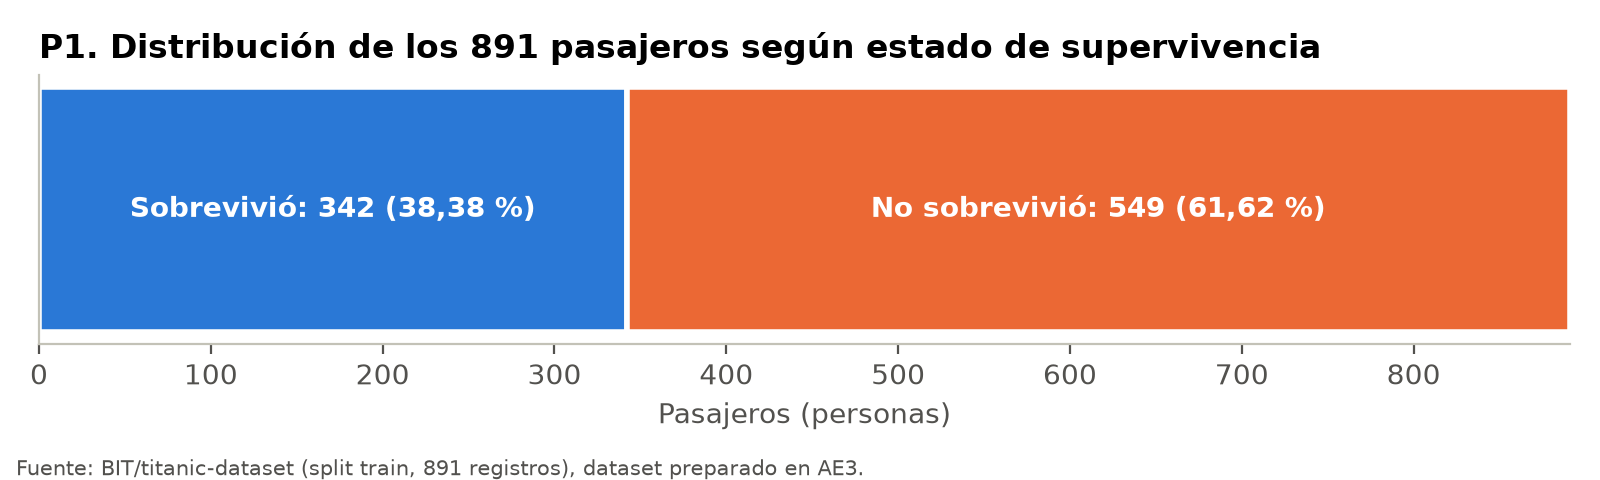 P1. Distribución de los 891 pasajeros según estado de supervivencia
Sobrevivió: 342 (38,38 %)
No sobrevivió: 549 (61,62 %)
0 100 200 300 400 500 600 700 800
Pasajeros (personas)
Fuente: BIT/titanic-dataset (split train, 891 registros), dataset preparado en AE3.